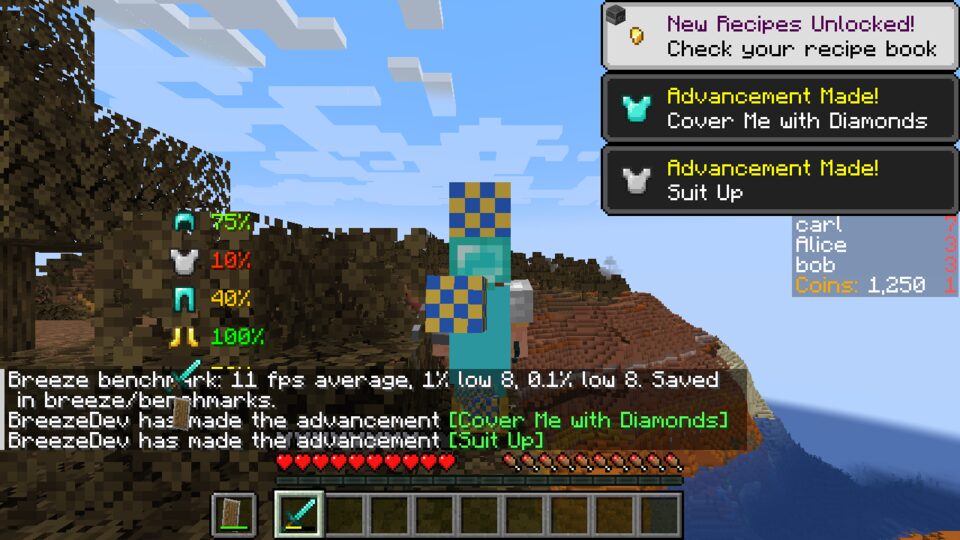 New Recipes Unlocked!
Check your recipe book
Advancement Made!
Cover Me with Diamonds
Advancement Made!
Suit Up
carl 7
Alice 3
bob
Coins: 1,250 1
75%
10%
40%
100%
Breeze benchmark: 11 fps average, 1% low 8, 0.1% low 8. Saved
in breeze/benchmarks.
BreezeDev has made the advancement [Cover Me with Diamonds]
BreezeDev has made the advancement [Suit Up]